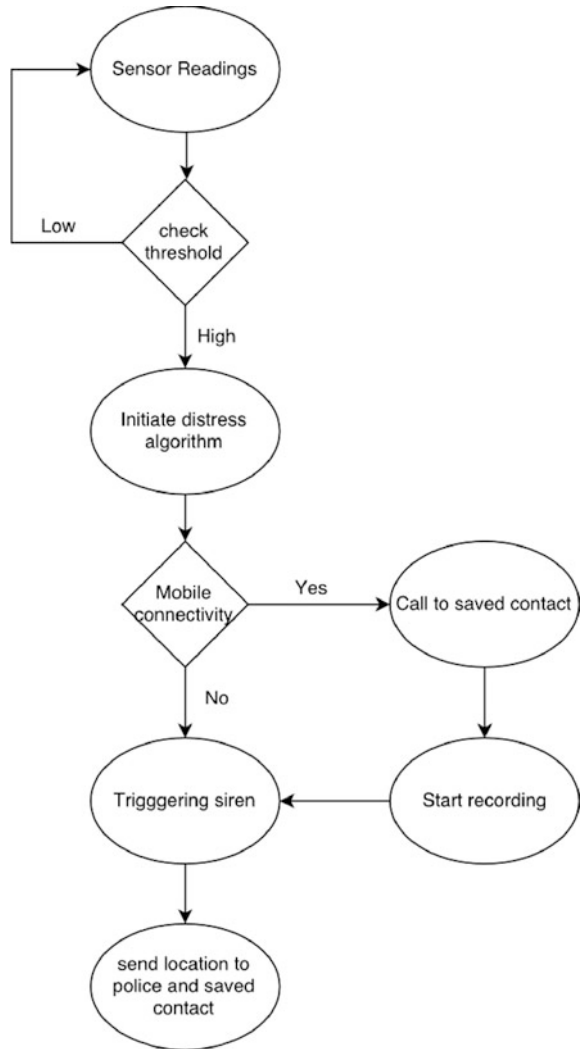 Sensor Readings
Low
check
threshold
High
Initiate distress
algorithm
Mobile
connectivity
Yes
Call to saved contact
No
Trigggering siren
Start recording
send location to
police and saved
contact